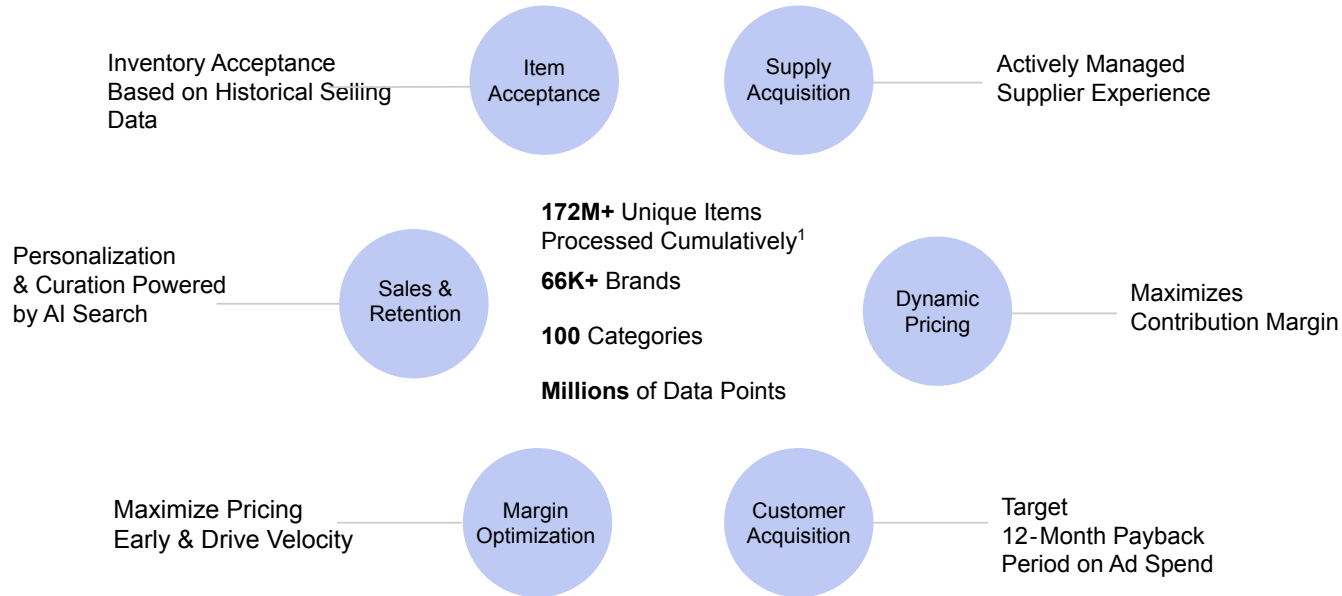 Inventory Acceptance
Based on Historical Selling
Data
Item
Acceptance
Supply
Acquisition
Actively Managed
Supplier Experience
Personalization
& Curation Powered
by AI Search
Sales &
Retention
172M+ Unique Items
Processed Cumulatively1
66K+ Brands
100 Categories
Millions of Data Points
Dynamic
Pricing
Maximizes
Contribution Margin
Maximize Pricing
Early & Drive Velocity
Margin
Optimization
Customer
Acquisition
Target
12-Month Payback
Period on Ad Spend